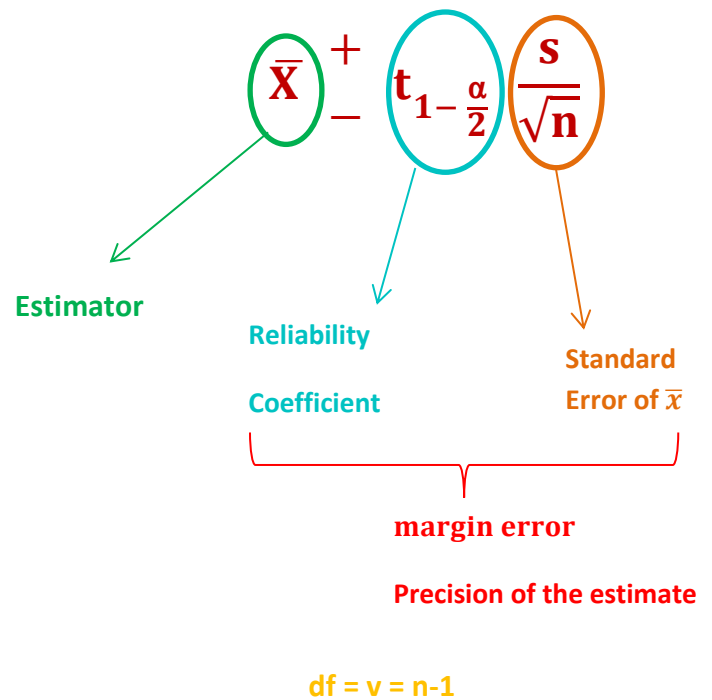 X̄ ± t₁₋α/₂ s/√n
Estimator
Reliability
Coefficient
Standard
Error of x̄
margin error
Precision of the estimate
df = v = n-1